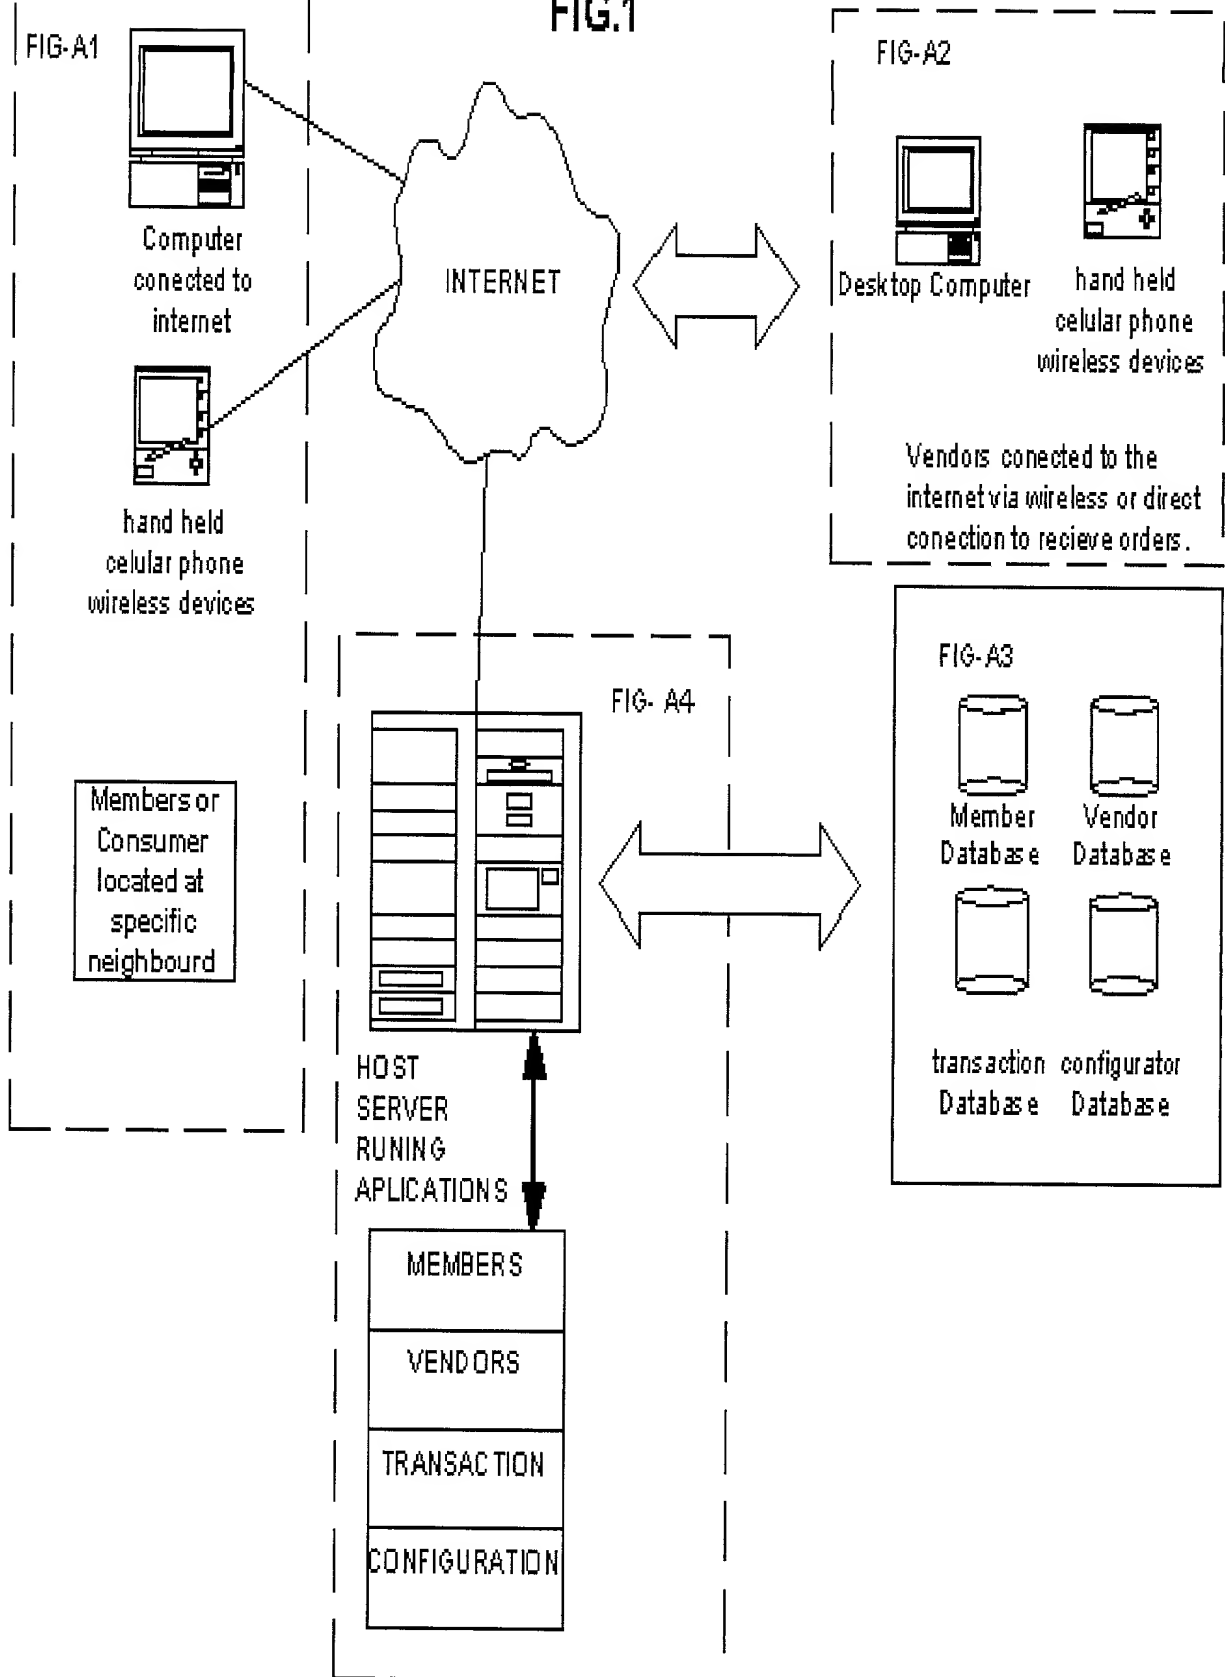 FIG.1
FIG-A1
Computer
conected to
internet
hand held
celular phone
wireless devices
Members or
Consumer
located at
specific
neighbourd
INTERNET
FIG-A2
Desktop Computer
hand held
celular phone
wireless devices
Vendors conected to the
internet via wireless or direct
conection to recieve orders.
FIG-A3
Member
Database
Vendor
Database
transaction
Database
configurator
Database
FIG- A4
HOST
SERVER
RUNING
APLICATIONS
MEMBERS
VENDORS
TRANSACTION
CONFIGURATION